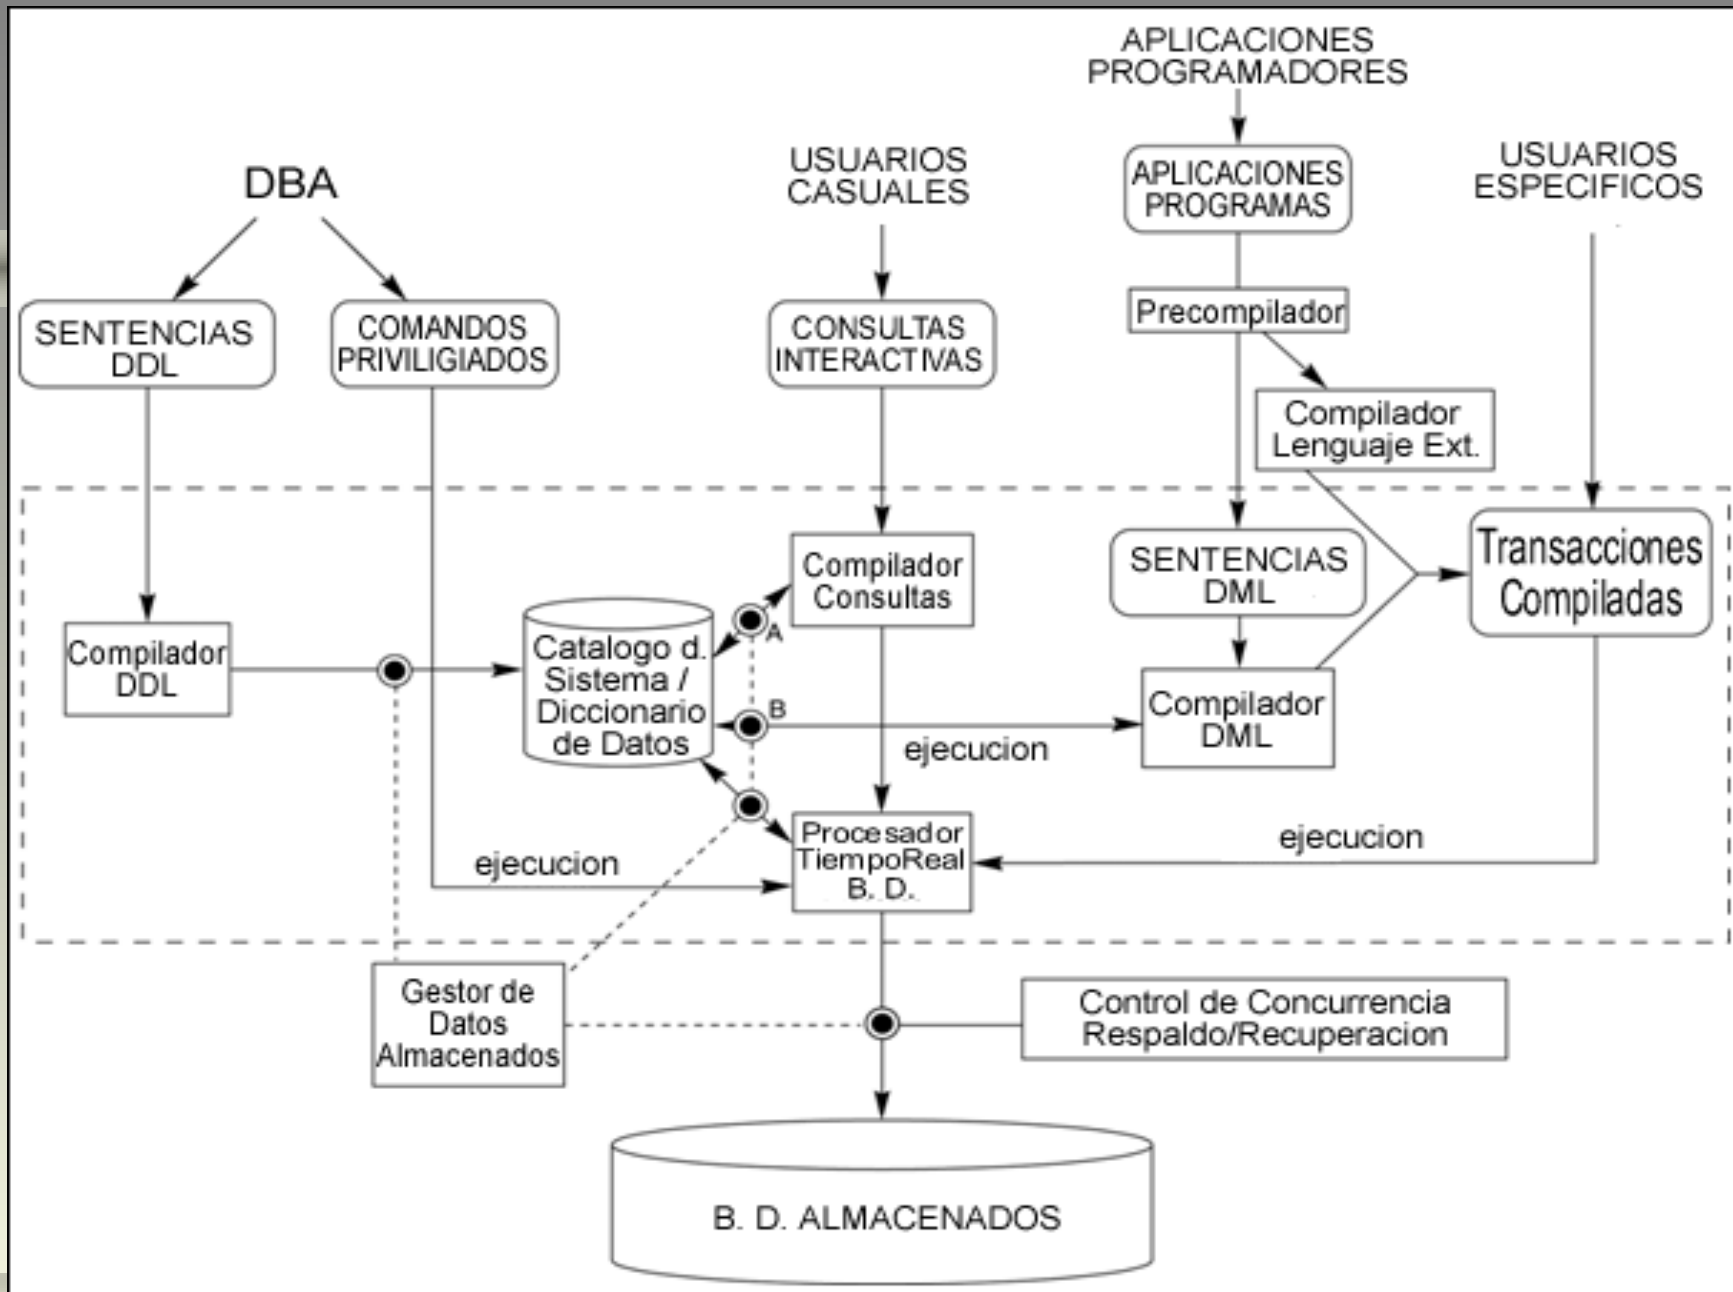 APLICACIONES
PROGRAMADORES
DBA
USUARIOS
CASUALES
APLICACIONES
PROGRAMAS
USUARIOS
ESPECIFICOS
SENTENCIAS
DDL
COMANDOS
PRIVILIGIADOS
CONSULTAS
INTERACTIVAS
Precompilador
Compilador
Lenguaje Ext.
Compilador
Consultas
SENTENCIAS
DML
Transacciones
Compiladas
Compilador
DDL
Catalogo d.
Sistema /
Diccionario
de Datos
A
B
Compilador
DML
ejecucion
ejecucion
Procesador
TiempoReal
B. D.
ejecucion
Gestor de
Datos
Almacenados
Control de Concurrencia
Respaldo/Recuperacion
B. D. ALMACENADOS